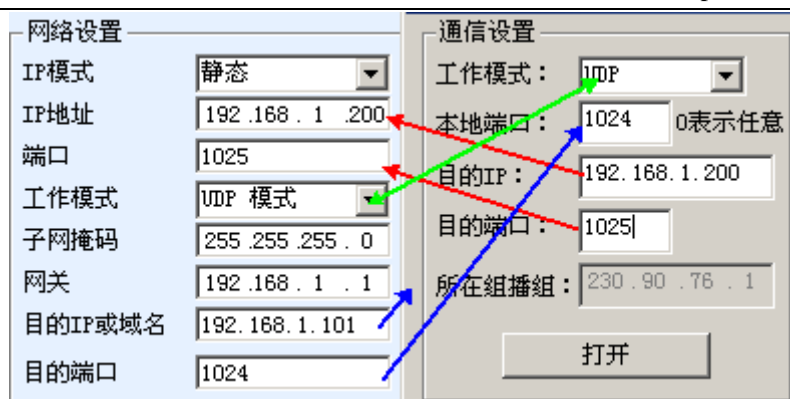 网络设置
IP模式 静态
IP地址 192 .168 . 1 .200
端口 1025
工作模式 UDP 模式
子网掩码 255 .255 .255 . 0
网关 192 .168 . 1 . 1
目的IP或域名 192.168.1.101
目的端口 1024
通信设置
工作模式： UDP
本地端口： 1024 0表示任意
目的IP： 192.168.1.200
目的端口： 1025
所在组播组： 230 . 90 . 76 . 1
打开